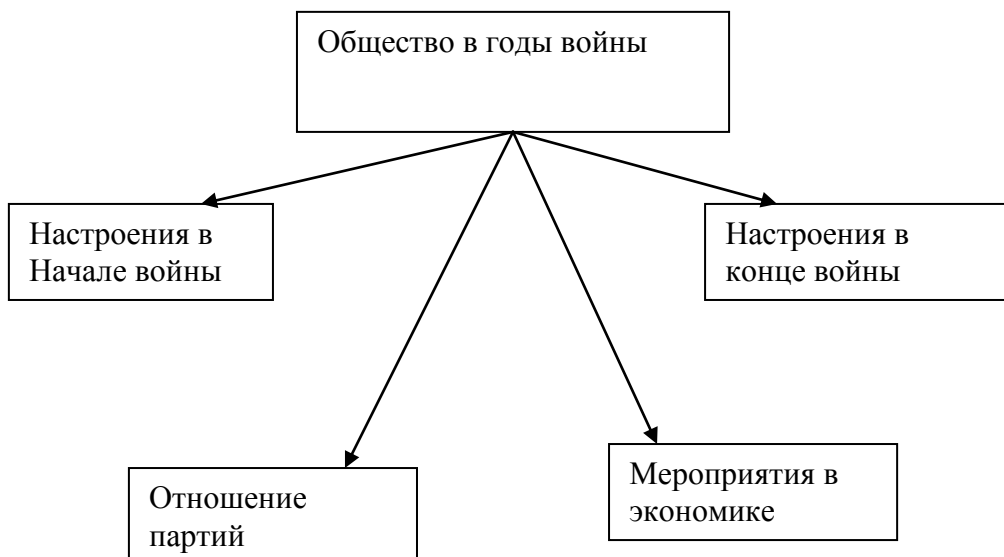 Общество в годы войны
Настроения в
Начале войны
Настроения в
конце войны
Отношение
партий
Мероприятия в
экономике